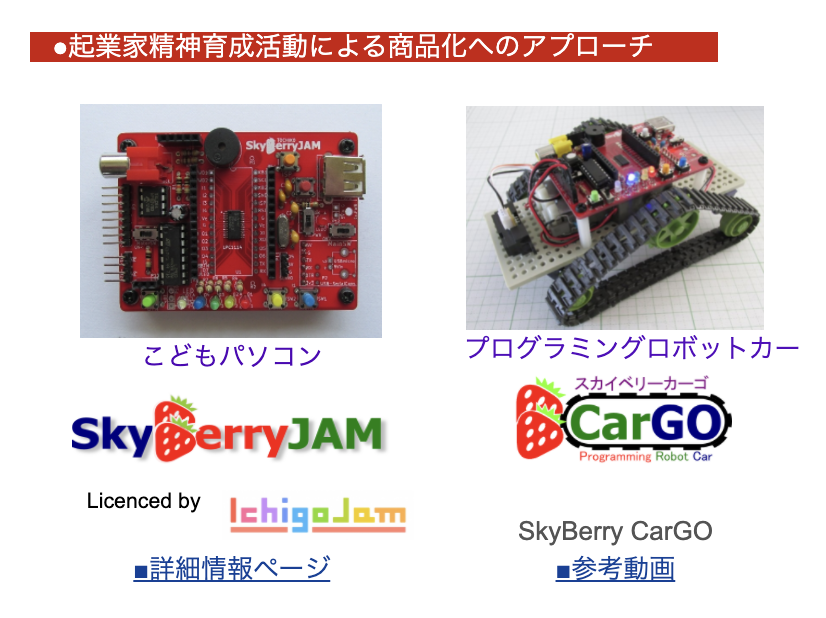 ●起業家精神育成活動による商品化へのアプローチ
TOCHIGI
SkyBerryJAM
LPC1114
こどもパソコン
プログラミングロボットカー
SkyBerryJAM
スカイベリーカーゴ
CarGO
Programming Robot Car
Licenced by
IchigoJam
SkyBerry CarGO
■詳細情報ページ
■参考動画